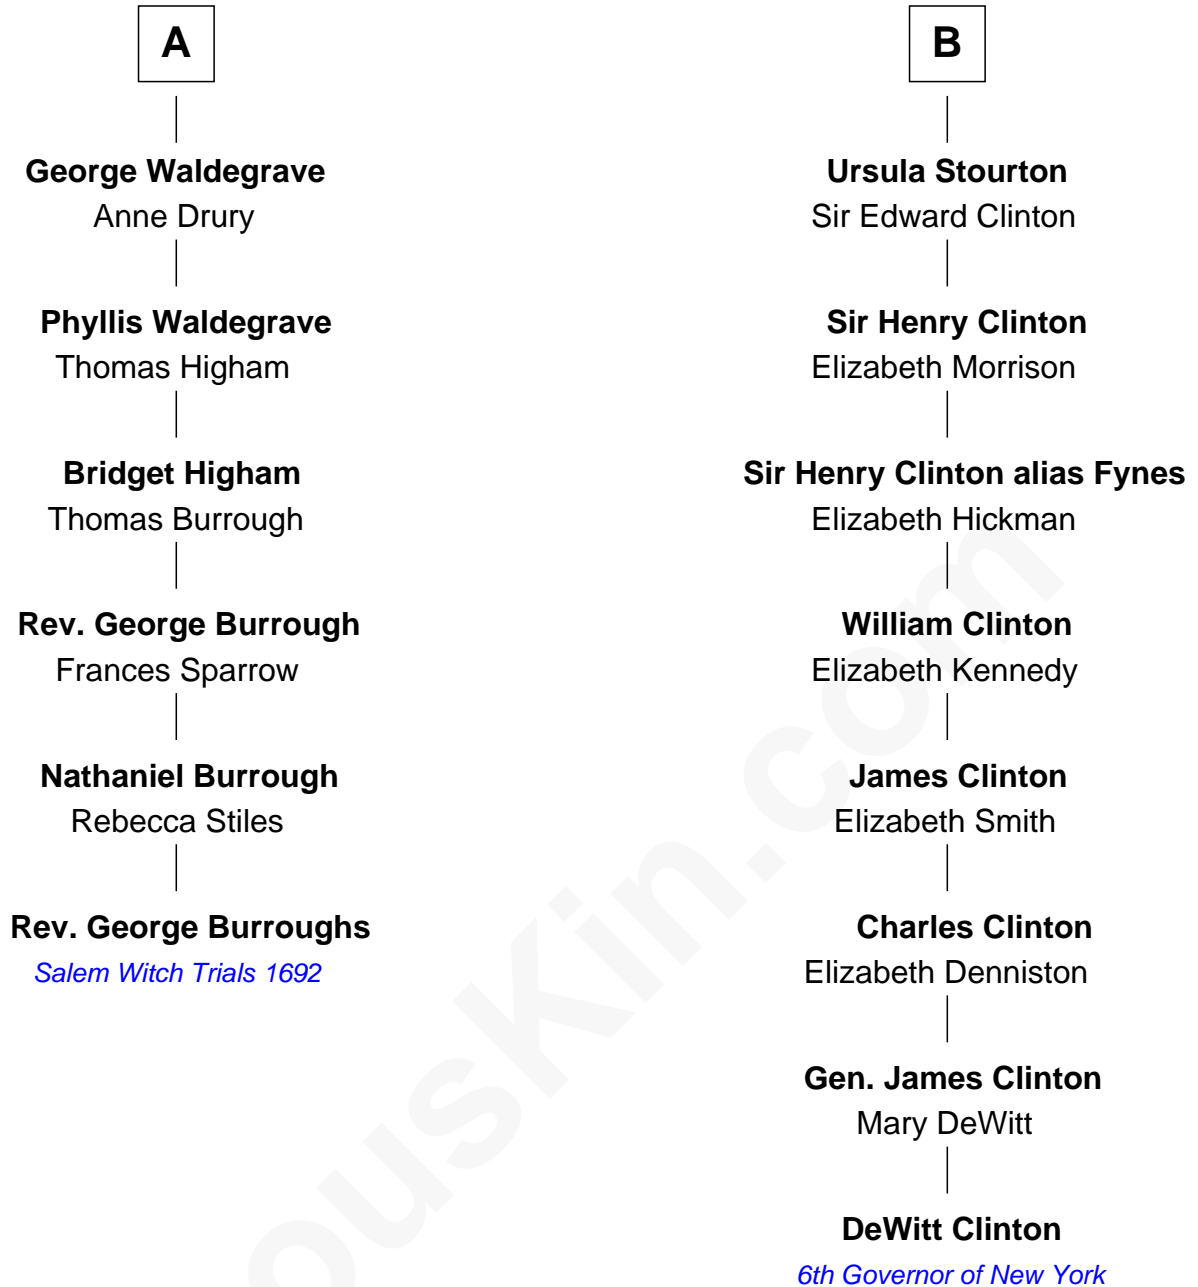 A
George Waldegrave
Anne Drury
Phyllis Waldegrave
Thomas Higham
Bridget Higham
Thomas Burrough
Rev. George Burrough
Frances Sparrow
Nathaniel Burrough
Rebecca Stiles
Rev. George Burroughs
Salem Witch Trials 1692
B
Ursula Stourton
Sir Edward Clinton
Sir Henry Clinton
Elizabeth Morrison
Sir Henry Clinton alias Fynes
Elizabeth Hickman
William Clinton
Elizabeth Kennedy
James Clinton
Elizabeth Smith
Charles Clinton
Elizabeth Denniston
Gen. James Clinton
Mary DeWitt
DeWitt Clinton
6th Governor of New York
ousKin.com